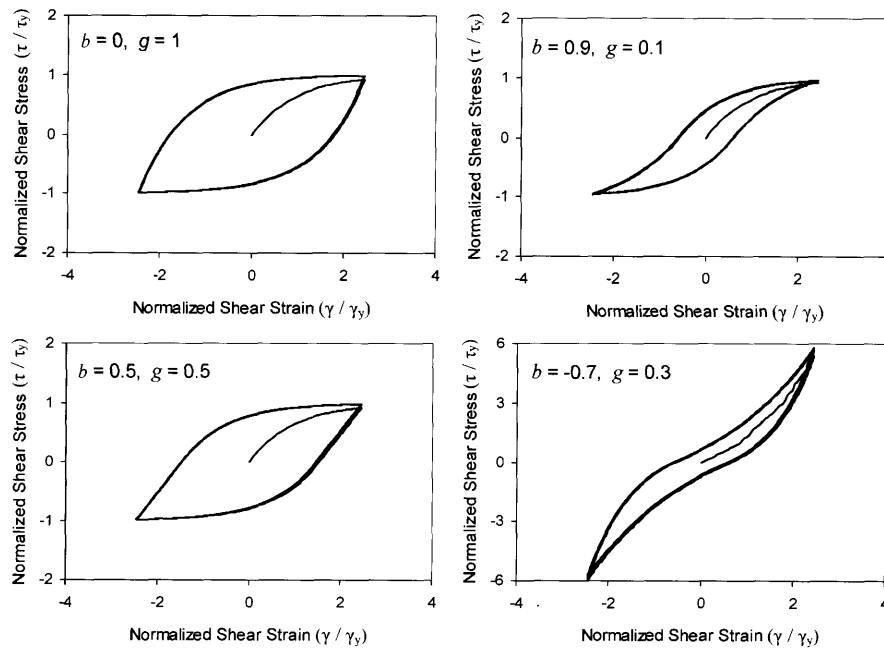 Normalized Shear Stress (τ / τy)
2
1
0
-1
-2
b = 0, g = 1
-4 -2 0 2 4
Normalized Shear Strain (γ / γy)
Normalized Shear Stress (τ / τy)
2
1
0
-1
-2
b = 0.9, g = 0.1
-4 -2 0 2
Normalized Shear Strain (γ / γy)
Normalized Shear Stress (τ / τy)
2
1
0
-1
-2
b = 0.5, g = 0.5
-4 -2 0 2 4
Normalized Shear Strain (γ / γy)
Normalized Shear Stress (τ / τy)
6
3
0
-3
-6
b = -0.7, g = 0.3
-4 -2 0 2 4
Normalized Shear Strain (γ / γy)